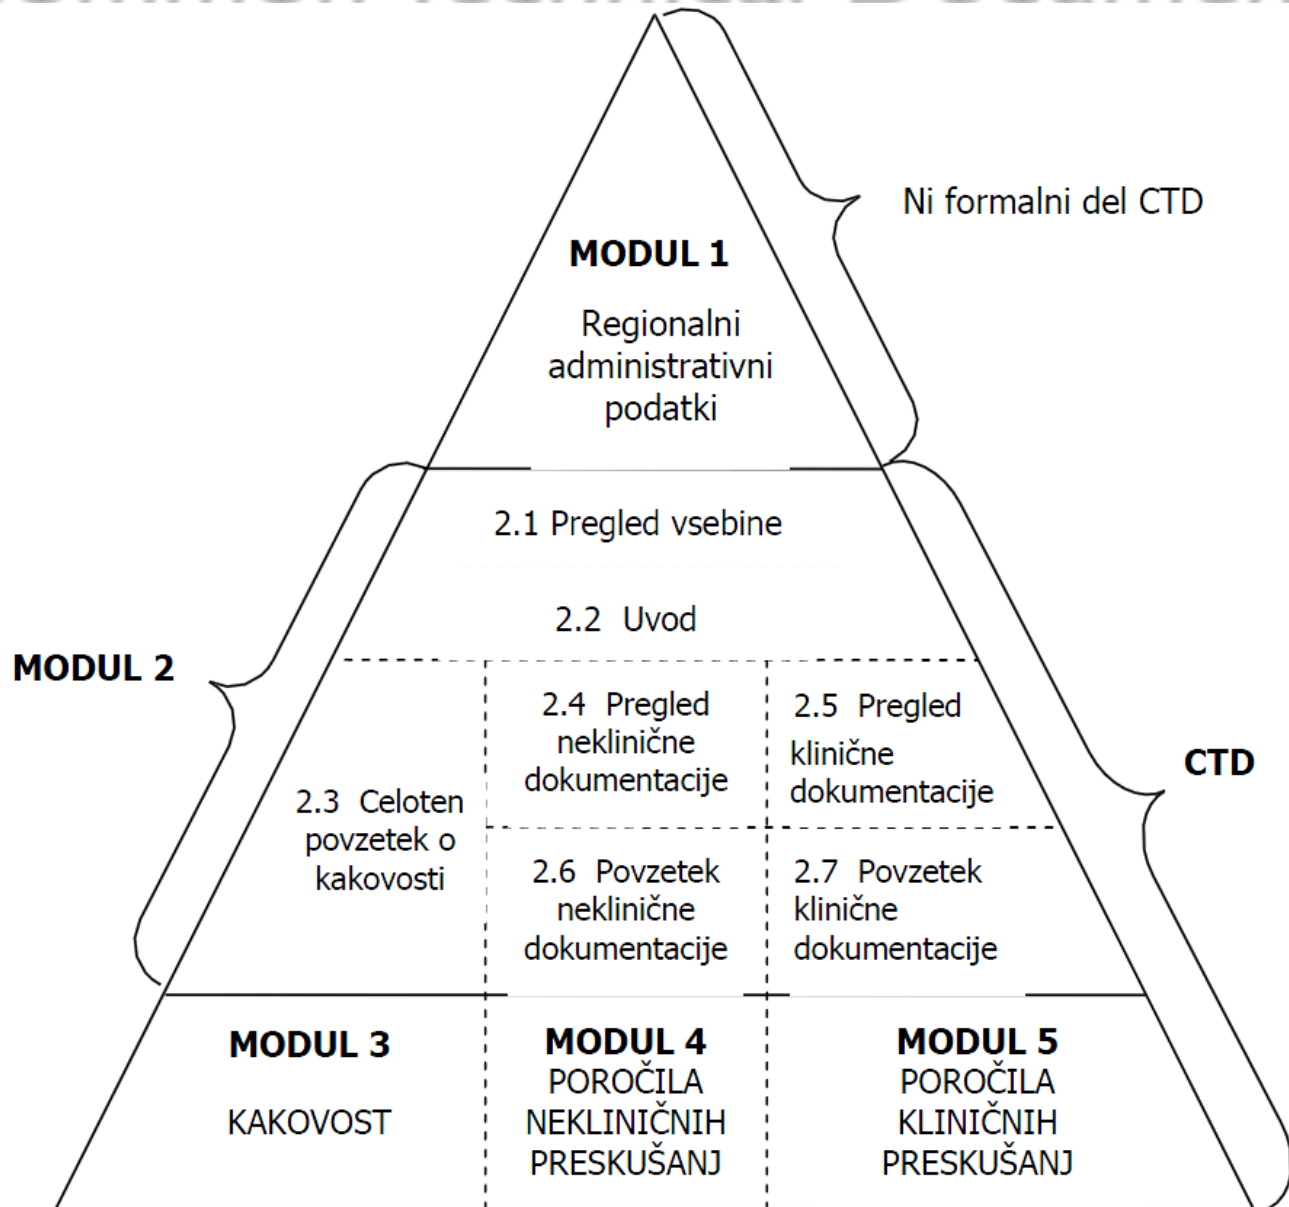 Ni formalni del CTD
MODUL 1
Regionalni
administrativni
podatki
2.1 Pregled vsebine
2.2 Uvod
MODUL 2
2.3 Celoten
povzetek o
kakovosti
2.4 Pregled
neklinične
dokumentacije
2.5 Pregled
klinične
dokumentacije
CTD
2.6 Povzetek
neklinične
dokumentacije
2.7 Povzetek
klinične
dokumentacije
MODUL 3
KAKOVOST
MODUL 4
POROČILA
NEKLINIČNIH
PRESKUŠANJ
MODUL 5
POROČILA
KLINIČNIH
PRESKUŠANJ